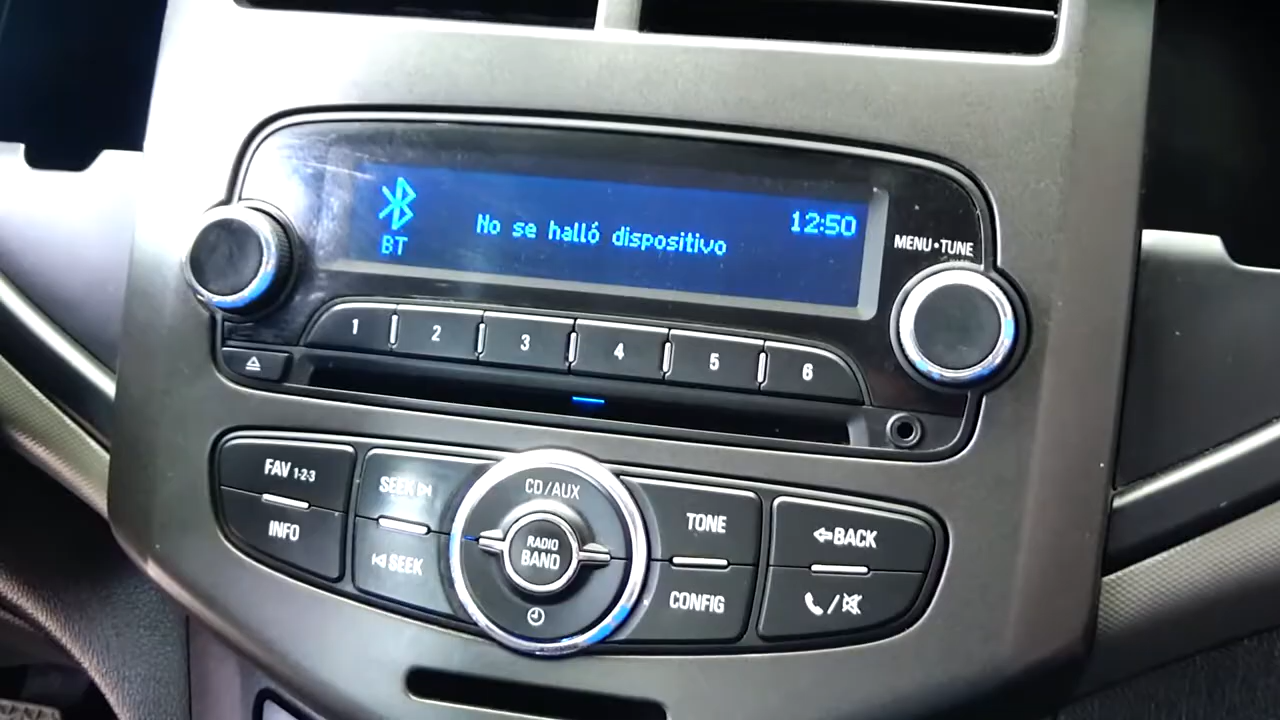 12:50
No se halló dispositivo
BT
MENU•TUNE
1
2
3
4
5
6
FAV 1-2-3
SEEK
CD/AUX
TONE
BACK
INFO
SEEK
RADIO
BAND
CONFIG
/